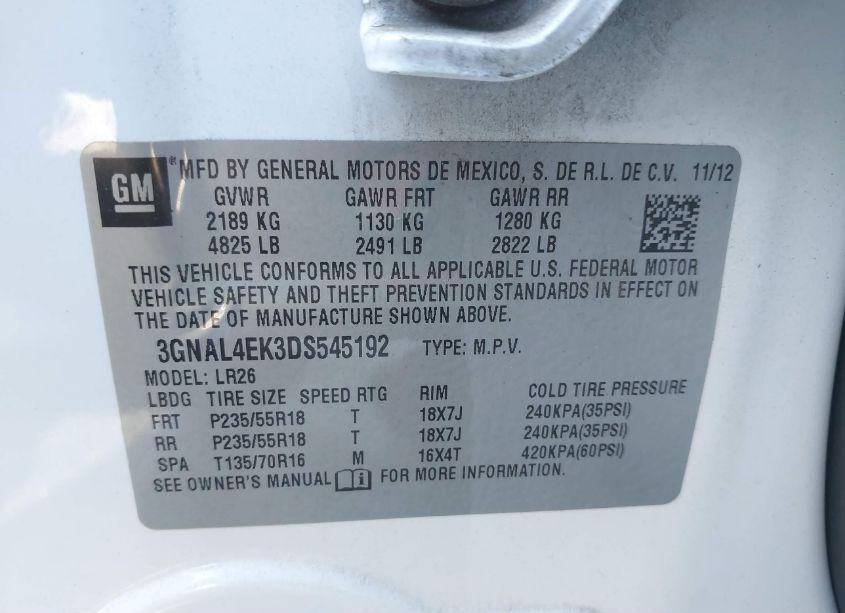 GM ® MFD BY GENERAL MOTORS DE MEXICO, S. DE R.L. DE C.V. 11/12
GVWR GAWR FRT GAWR RR
2189 KG 1130 KG 1280 KG
4825 LB 2491 LB 2822 LB
THIS VEHICLE CONFORMS TO ALL APPLICABLE U.S. FEDERAL MOTOR
VEHICLE SAFETY AND THEFT PREVENTION STANDARDS IN EFFECT ON
THE DATE OF MANUFACTURE SHOWN ABOVE.
3GNAL4EK3DS545192 TYPE: M.P.V.
MODEL: LR26
LBDG TIRE SIZE SPEED RTG RIM COLD TIRE PRESSURE
FRT P235/55R18 T 18X7J 240KPA(35PSI)
RR P235/55R18 T 18X7J 240KPA(35PSI)
SPA T135/70R16 M 16X4T 420KPA(60PSI)
SEE OWNER'S MANUAL FOR MORE INFORMATION.